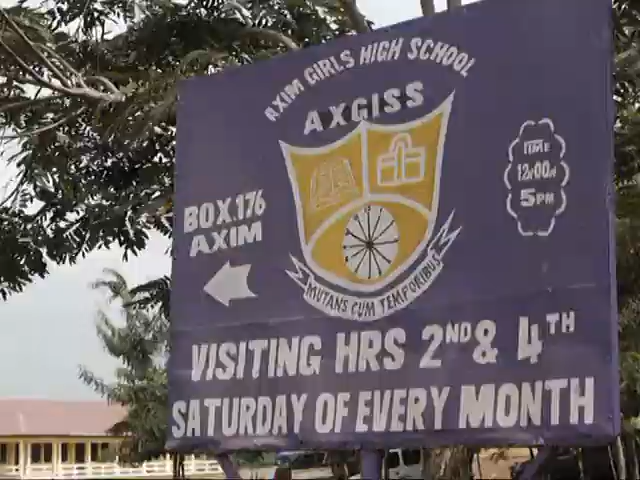 AXIM GIRLS HIGH SCHOOL
AXGISS
BOX.176
AXIM
TIME
12:00
5PM
MUTANS CUM TEMPORIBUS
VISITING HRS 2ND & 4TH
SATURDAY OF EVERY MONTH